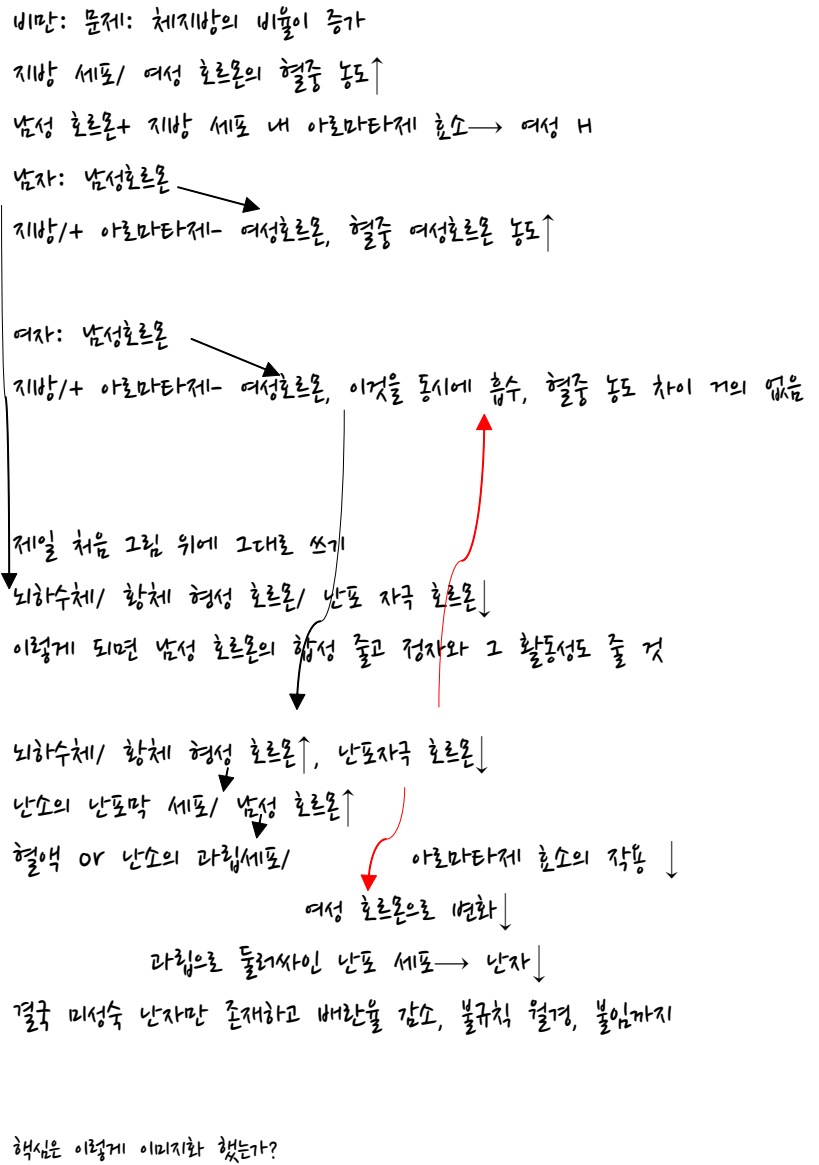 비만: 문제: 체지방의 비율이 증가
지방 세포/ 여성 호르몬의 혈중 농도↑
남성 호르몬+ 지방 세포 내 아로마타제 효소→ 여성 H
남자: 남성호르몬
지방/+ 아로마타제- 여성호르몬, 혈중 여성호르몬 농도↑
여자: 남성호르몬
지방/+ 아로마타제- 여성호르몬, 이것을 동시에 흡수, 혈중 농도 차이 거의 없음
제일 처음 그림 위에 그대로 쓰기
뇌하수체/ 황체 형성 호르몬/ 난포 자극 호르몬↓
이렇게 되면 남성 호르몬의 합성 줄고 정자와 그 활동성도 줄 것
뇌하수체/ 황체 형성 호르몬↑, 난포자극 호르몬↓
난소의 난포막 세포/ 남성 호르몬↑
혈액 or 난소의 과립세포/ 아로마타제 효소의 작용 ↓
여성 호르몬으로 변화↓
과립으로 둘러싸인 난포 세포→ 난자↓
결국 미성숙 난자만 존재하고 배란율 감소, 불규칙 월경, 불임까지
핵심은 이렇게 이미지화 했는가?